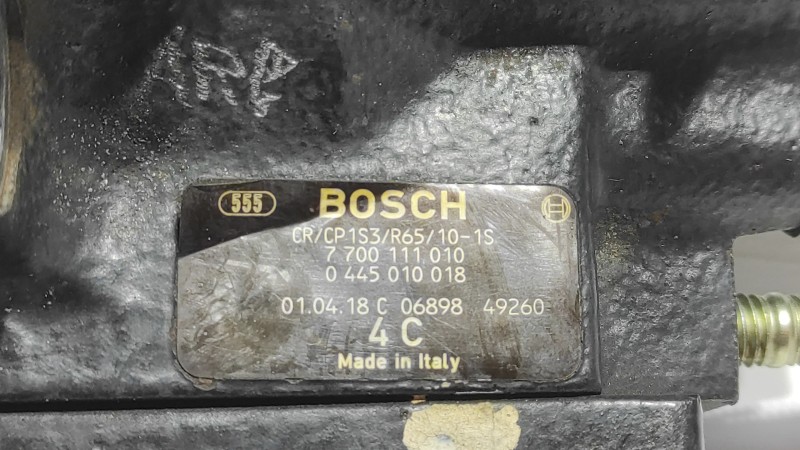 555 BOSCH
CR/CP1S3/R65/10-1S
7 700 111 010
0 445 010 018
01.04.18 C 06898 49260
4 C
Made in Italy